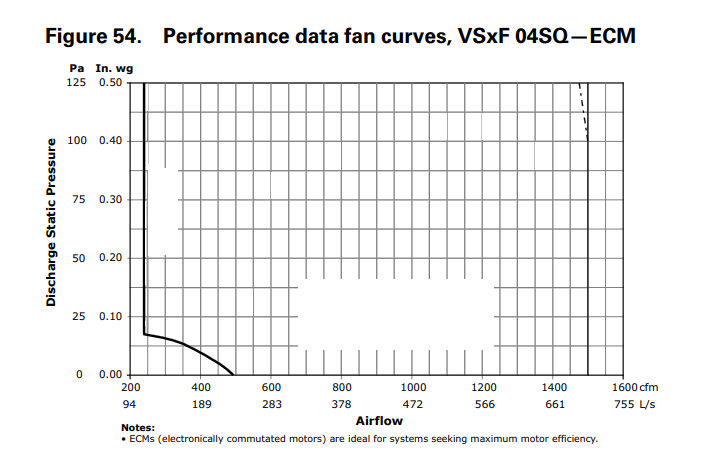 Figure 54. Performance data fan curves, VSxF 04SQ—ECM
Pa In. wg
125 0.50
100 0.40
75 0.30
50 0.20
25 0.10
0 0.00
Discharge Static Pressure
200 400 600 800 1000 1200 1400 1600 cfm
94 189 283 378 472 566 661 755 L/s
Airflow
Notes:
• ECMs (electronically commutated motors) are ideal for systems seeking maximum motor efficiency.